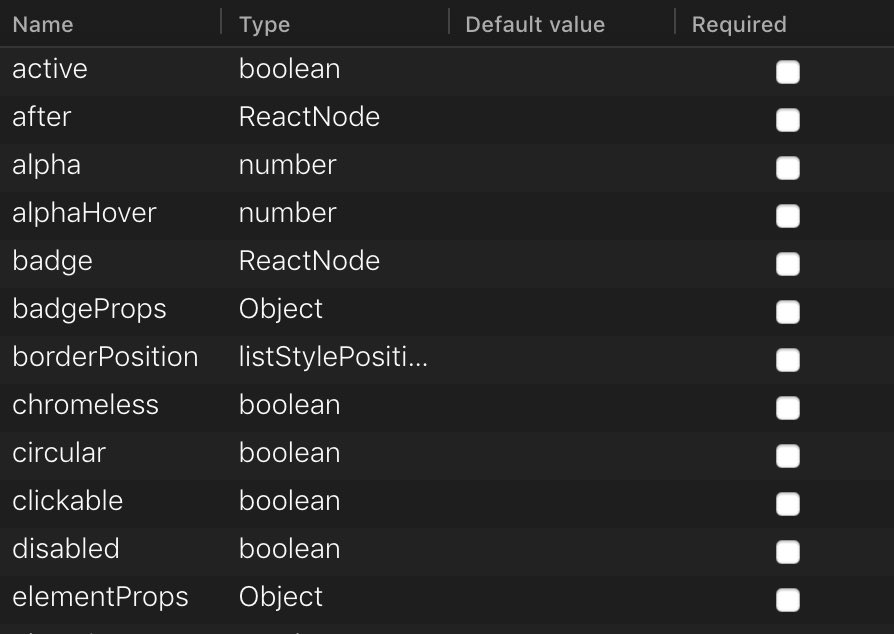 Name Type Default value Required
active boolean
after ReactNode
alpha number
alphaHover number
badge ReactNode
badgeProps Object
borderPosition listStylePositi...
chromeless boolean
circular boolean
clickable boolean
disabled boolean
elementProps Object